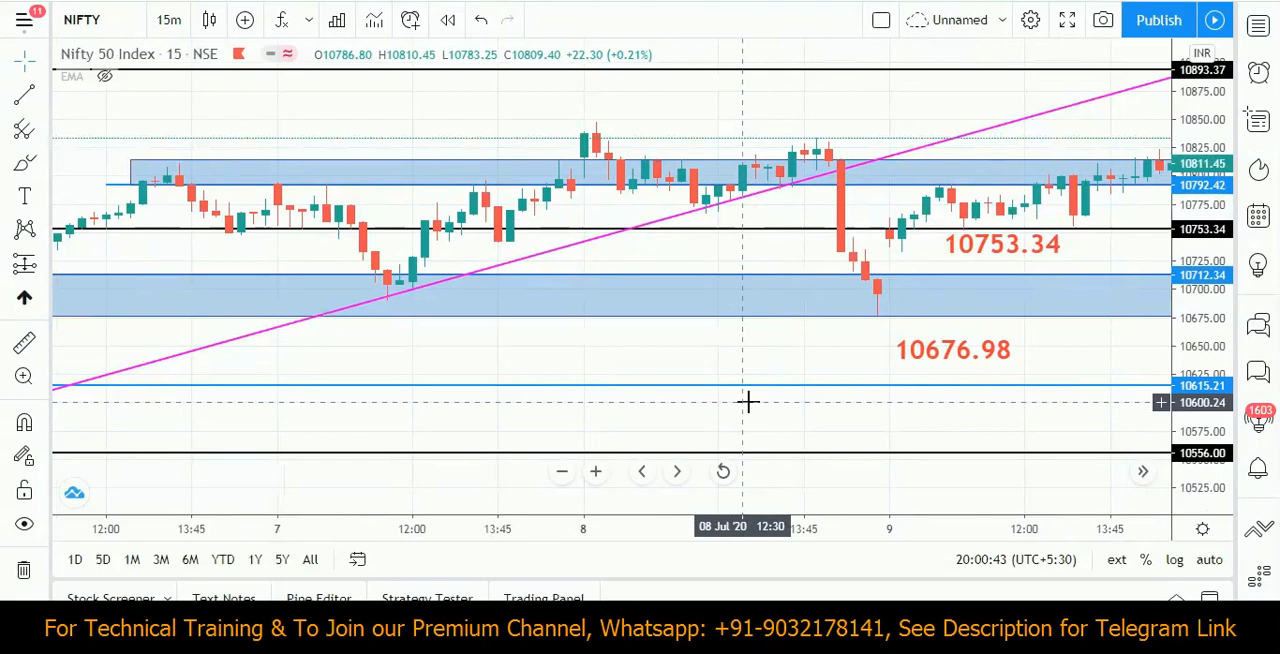 11
NIFTY
15m
Unnamed
Publish
Nifty 50 Index · 15 · NSE
O10786.80 H10810.45 L10783.25 C10809.40 +22.30 (+0.21%)
EMA
INR
10893.37
10875.00
10850.00
10825.00
10811.45
10792.42
10775.00
10753.34
10753.34
10712.34
10700.00
10675.00
10676.98
10650.00
10625.00
10615.21
10600.24
1603
10575.00
10556.00
10525.00
12:00 13:45 7 12:00 13:45 8 08 Jul '20 12:30 13:45 9 12:00 13:45
1D 5D 1M 3M 6M YTD 1Y 5Y All 20:00:43 (UTC+5:30) ext % log auto
Stock Screener Text Notes Pine Editor Strategy Tester Trading Panel
For Technical Training & To Join our Premium Channel, Whatsapp: +91-9032178141, See Description for Telegram Link